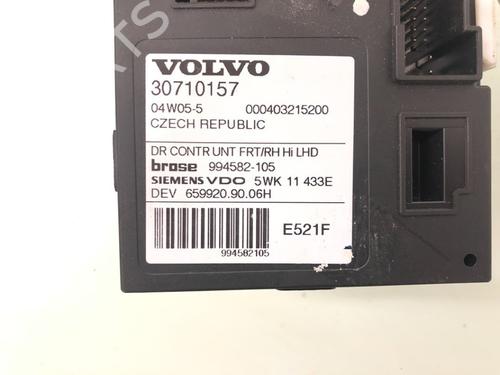 VOLVO
30710157
04W05-5 000403215200
CZECH REPUBLIC
DR CONTR UNT FRT/RH Hi LHD
brose 994582-105
SIEMENS VDO 5WK 11 433E
DEV 659920.90.06H
E521F
994582105